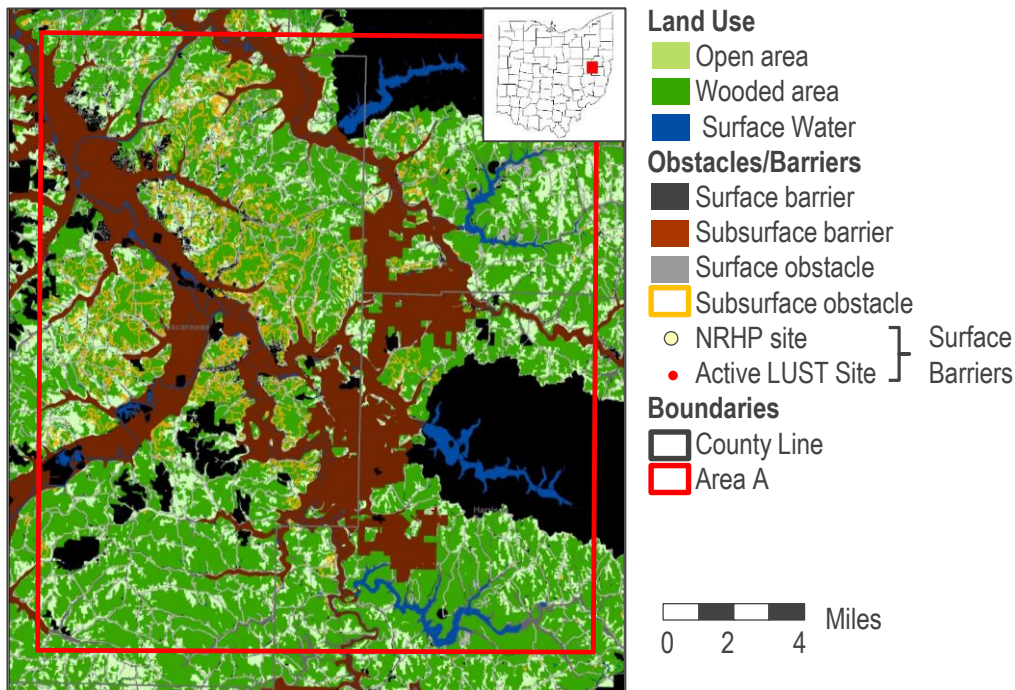 Land Use
Open area
Wooded area
Surface Water
Obstacles/Barriers
Surface barrier
Subsurface barrier
Surface obstacle
Subsurface obstacle
NRHP site
Active LUST Site
Surface
Barriers
Boundaries
County Line
Area A
Miles
0 2 4